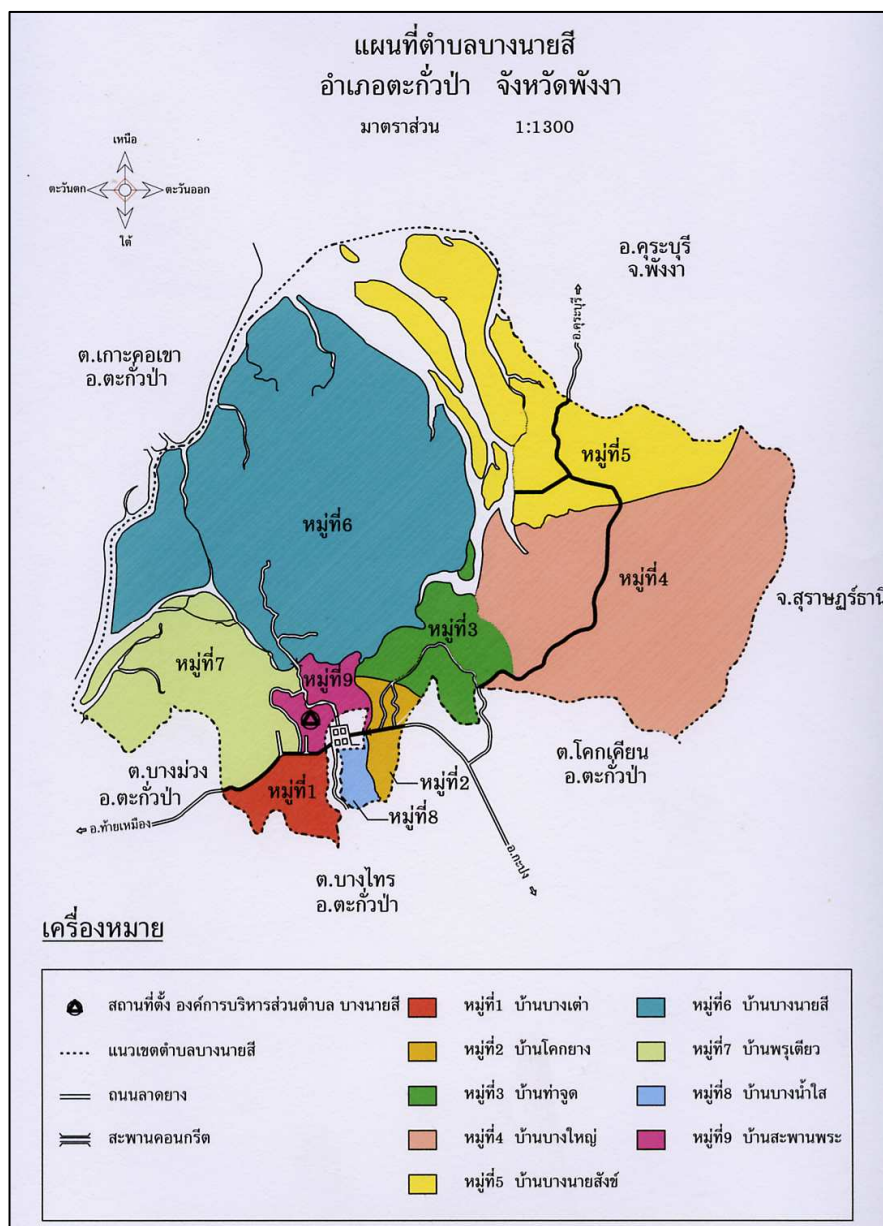 แผนที่ตำบลบางนายสี
อำเภอตะกั่วป่า จังหวัดพังงา
มาตราส่วน 1:1300
เหนือ
ตะวันตก
ตะวันออก
ใต้
อ.คุระบุรี
จ.พังงา
อ.คุระบุรี
ต.เกาะคอเขา
อ.ตะกั่วป่า
หมู่ที่5
หมู่ที่6
หมู่ที่4
จ.สุราษฏร์ธานี
หมู่ที่3
หมู่ที่7
หมู่ที่9
ต.โคกเคียน
อ.ตะกั่วป่า
ต.บางม่วง
อ.ตะกั่วป่า
หมู่ที่2
หมู่ที่1
หมู่ที่8
อ.ท้ายเหมือง
อ.กะปง
ต.บางไทร
อ.ตะกั่วป่า
เครื่องหมาย
สถานที่ตั้ง องค์การบริหารส่วนตำบล บางนายสี
แนวเขตตำบลบางนายสี
ถนนลาดยาง
สะพานคอนกรีต
หมู่ที่1 บ้านบางเต่า
หมู่ที่2 บ้านโคกยาง
หมู่ที่3 บ้านท่าจูด
หมู่ที่4 บ้านบางใหญ่
หมู่ที่5 บ้านบางนายสังข์
หมู่ที่6 บ้านบางนายสี
หมู่ที่7 บ้านพรุเตียว
หมู่ที่8 บ้านบางน้ำใส
หมู่ที่9 บ้านสะพานพระ